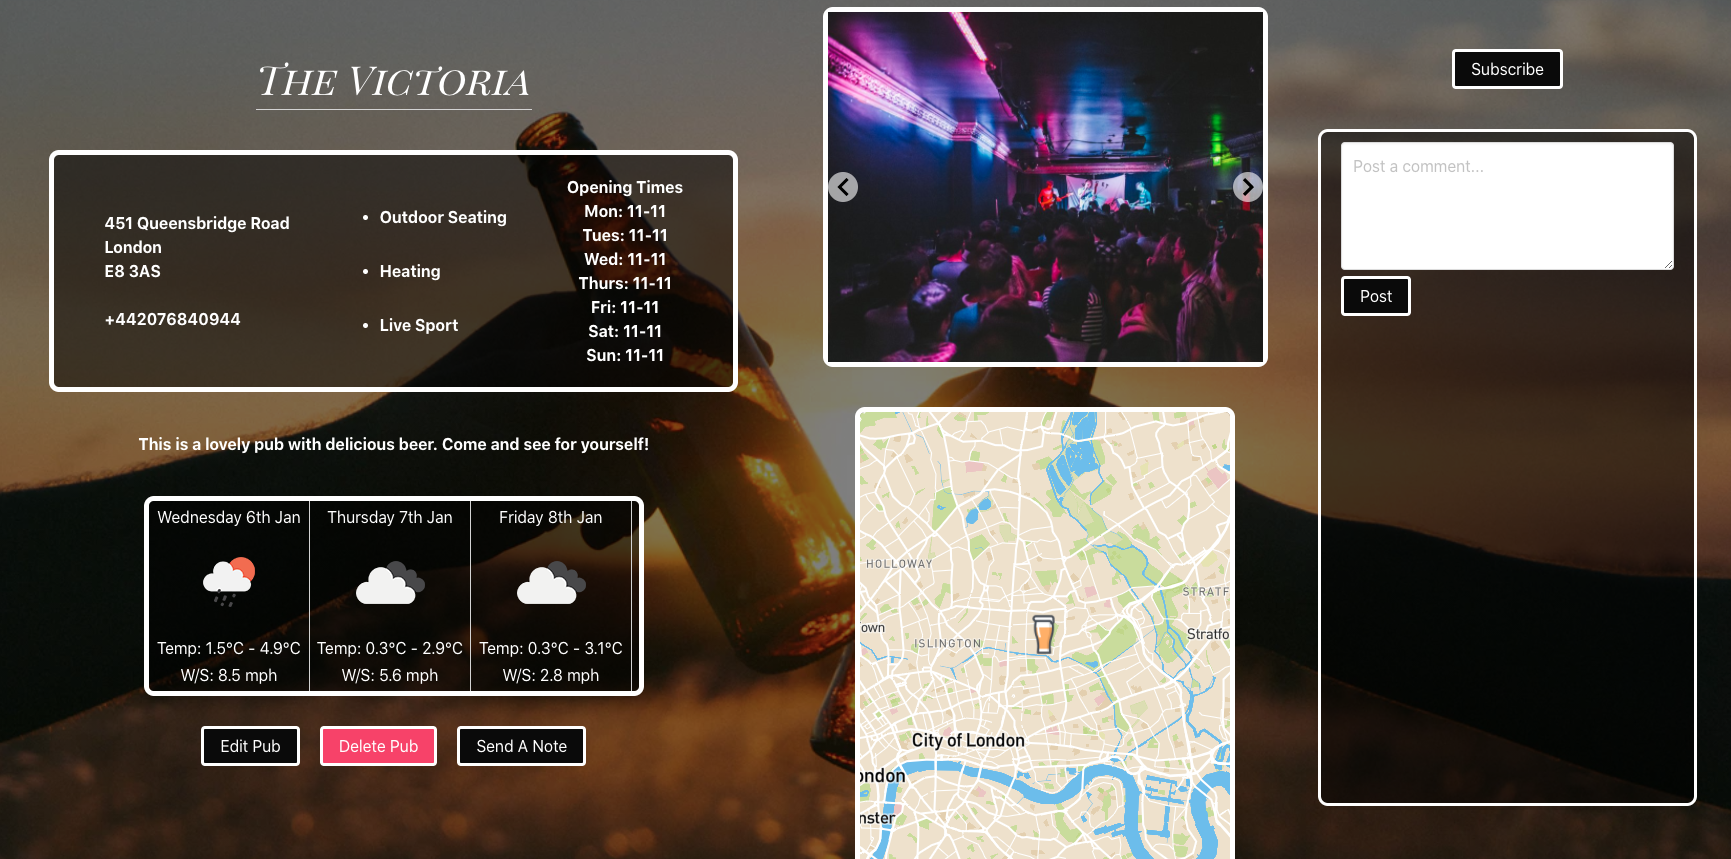 The Victoria
451 Queensbridge Road
London
E8 3AS
+442076840944
• Outdoor Seating
• Heating
• Live Sport
Opening Times
Mon: 11-11
Tues: 11-11
Wed: 11-11
Thurs: 11-11
Fri: 11-11
Sat: 11-11
Sun: 11-11
This is a lovely pub with delicious beer. Come and see for yourself!
Wednesday 6th Jan
Temp: 1.5°C - 4.9°C
W/S: 8.5 mph
Thursday 7th Jan
Temp: 0.3°C - 2.9°C
W/S: 5.6 mph
Friday 8th Jan
Temp: 0.3°C - 3.1°C
W/S: 2.8 mph
Edit Pub
Delete Pub
Send A Note
HOLLOWAY
STRATF
own
ISLINGTON
Stratfo
City of London
ondon
nster
Subscribe
Post a comment...
Post